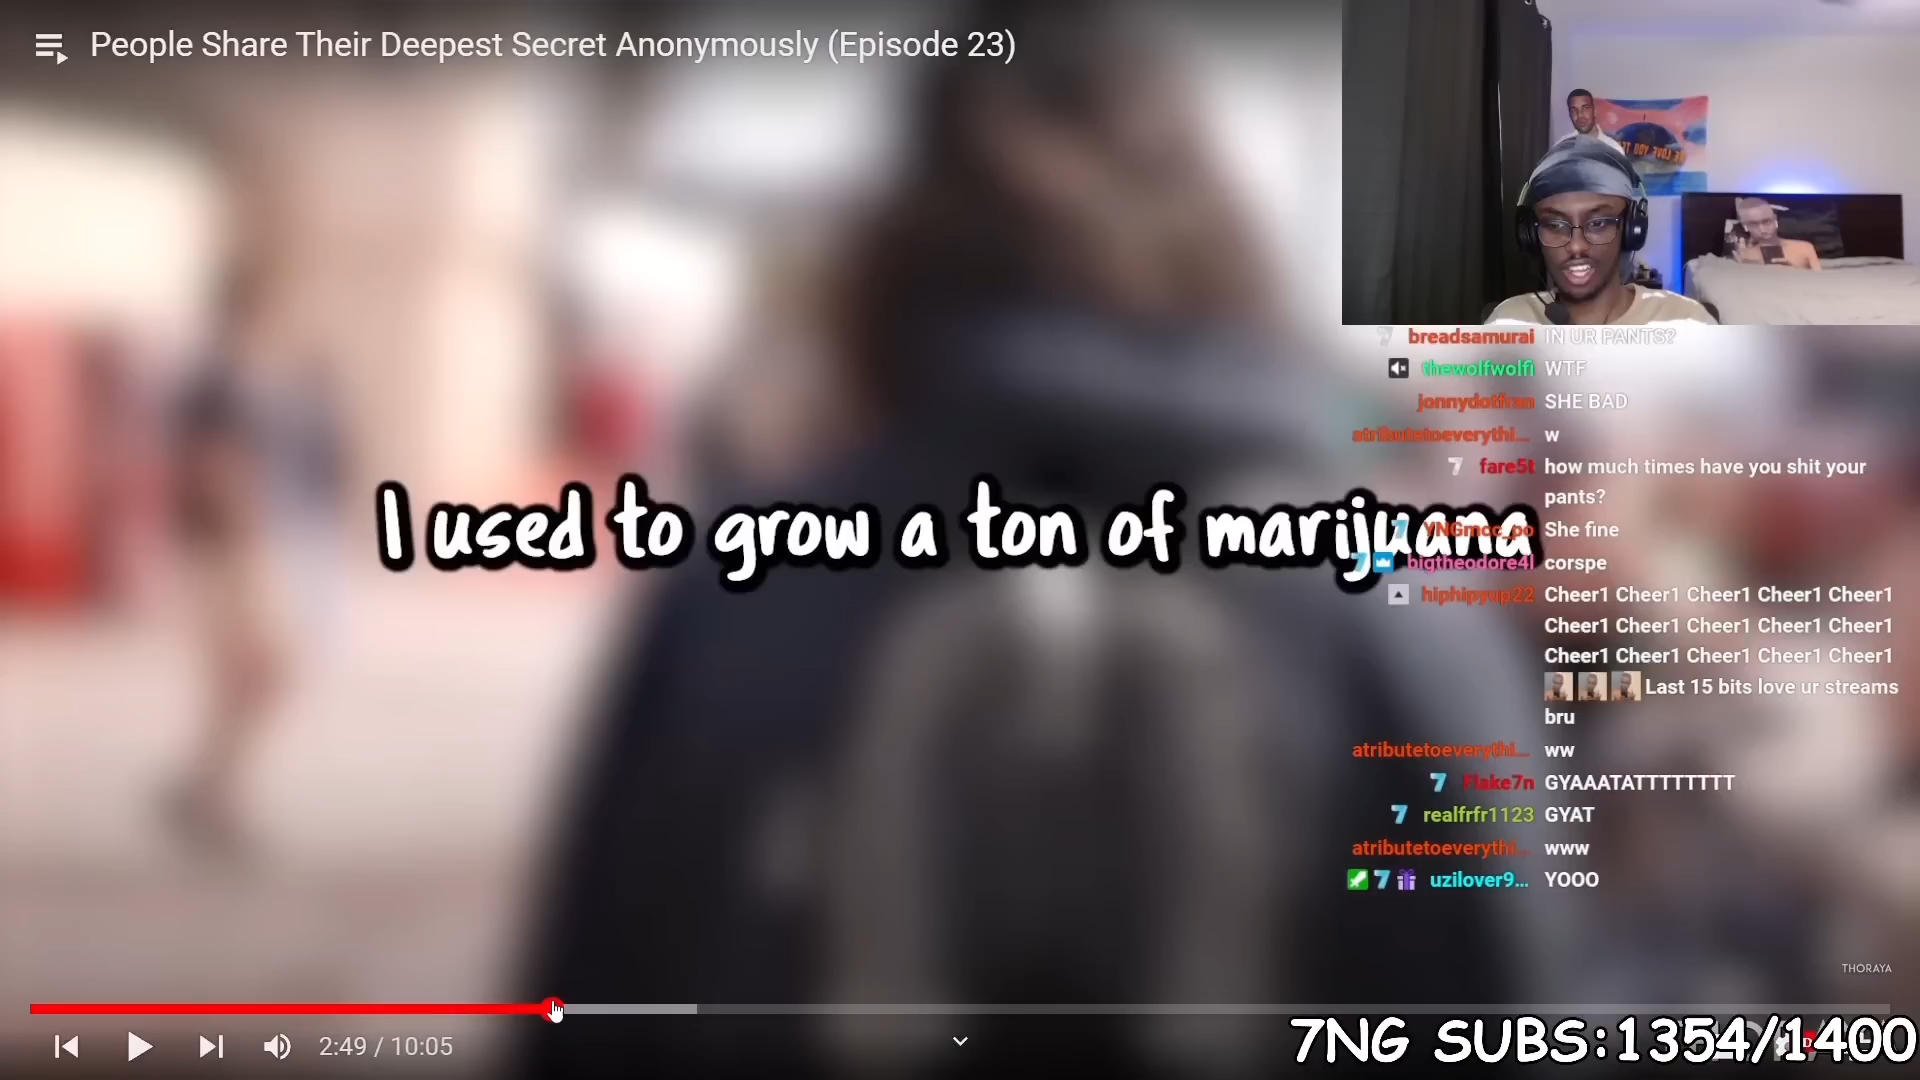 People Share Their Deepest Secret Anonymously (Episode 23)
breadsamurai IN UR PANTS?
thewolfwolfi WTF
jonnydotfran SHE BAD
atributetoeverythi... w
fare5t how much times have you shit your
pants?
I used to grow a ton of marijuana
YNGmcc_po She fine
bigtheodore4l corspe
hiphipyup22 Cheer1 Cheer1 Cheer1 Cheer1 Cheer1
Cheer1 Cheer1 Cheer1 Cheer1 Cheer1
Cheer1 Cheer1 Cheer1 Cheer1 Cheer1
Last 15 bits love ur streams
bru
atributetoeverythi... ww
Flake7n GYAAATATTTTTTTT
realfrfr1123 GYAT
atributetoeverythi... www
uzilover9... YOOO
THORAYA
2:49 / 10:05
7NG SUBS:1354/1400